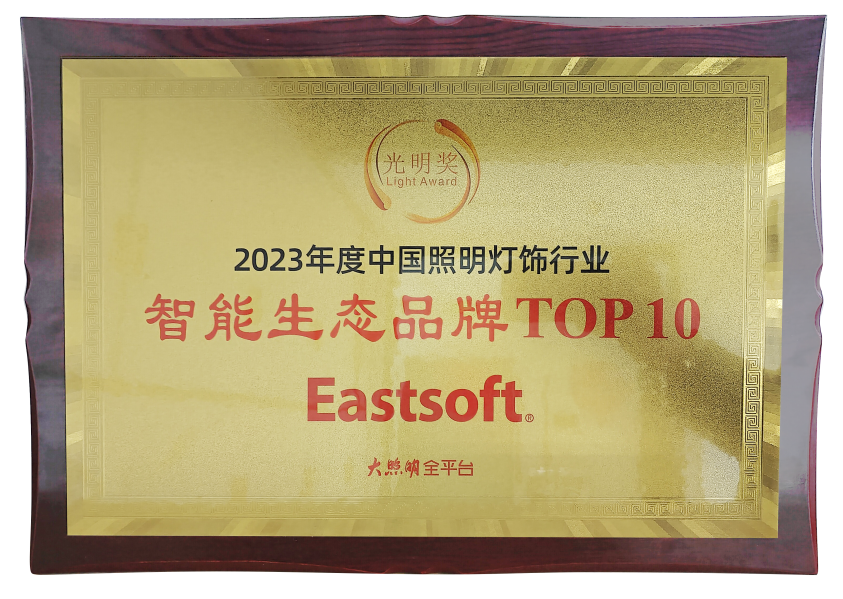 光明奖
Light Award
2023年度中国照明灯饰行业
智能生态品牌TOP 10
Eastsoft®
大照明全平台